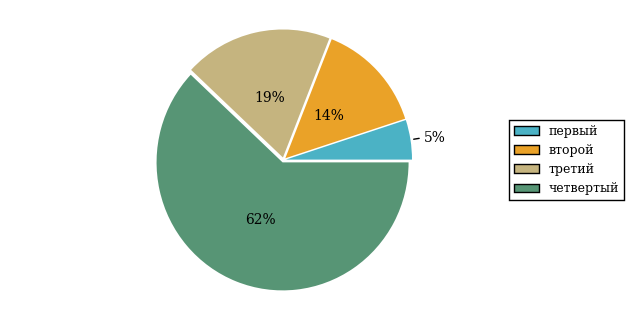 19%
14%
5%
62%
первый
второй
третий
четвертый